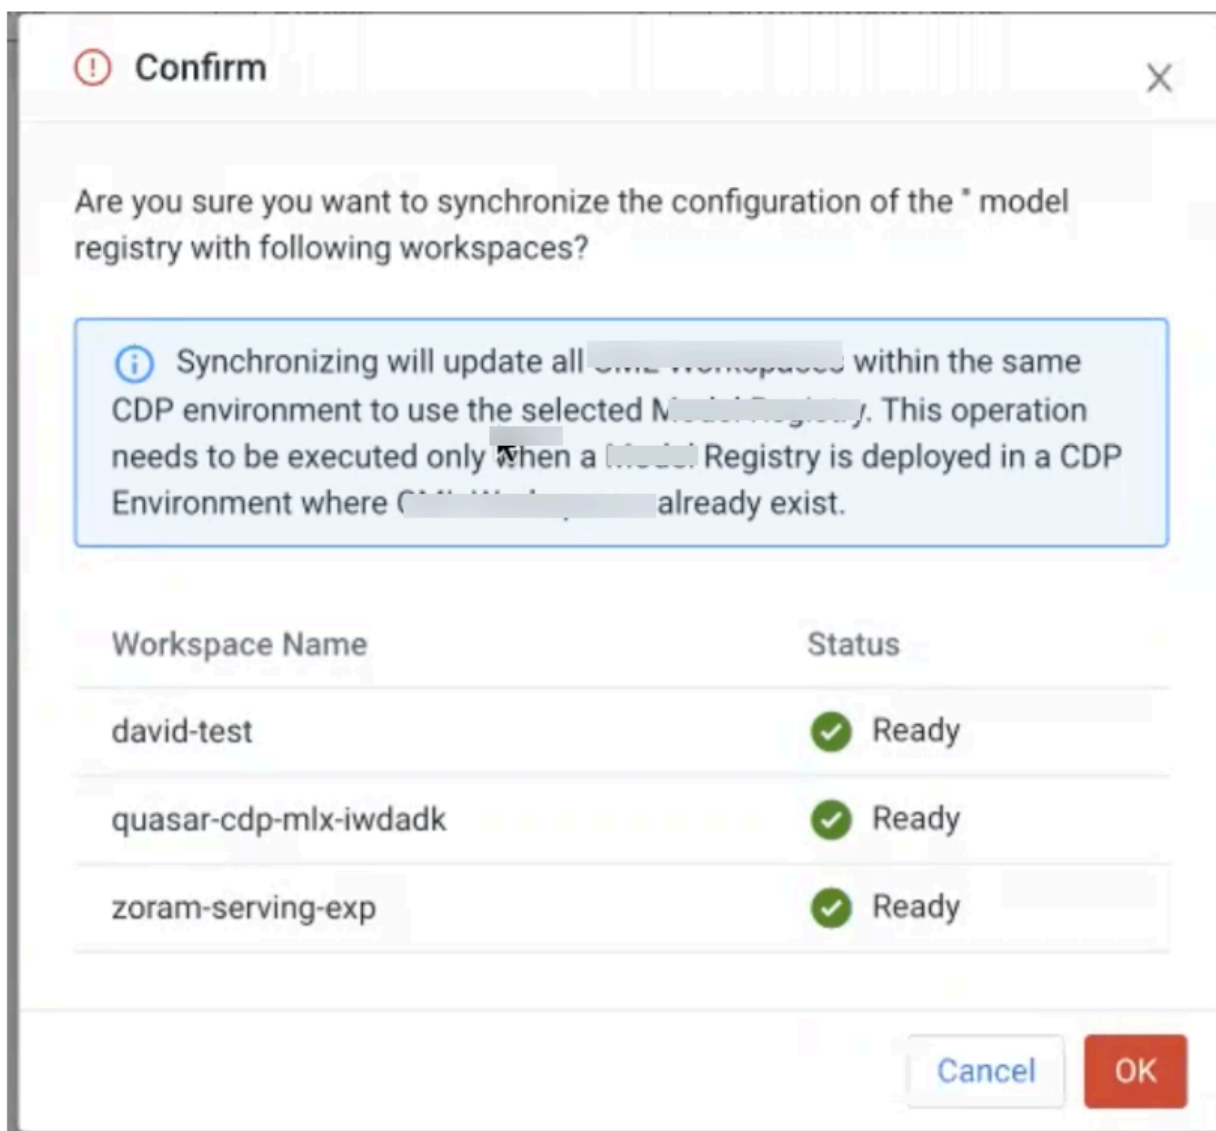 Confirm
Are you sure you want to synchronize the configuration of the " model
registry with following workspaces?
Synchronizing will update all within the same
CDP environment to use the selected This operation
needs to be executed only when a Registry is deployed in a CDP
Environment where already exist.
Workspace Name Status
david-test Ready
quasar-cdp-mlx-iwdadk Ready
zoram-serving-exp Ready
Cancel OK